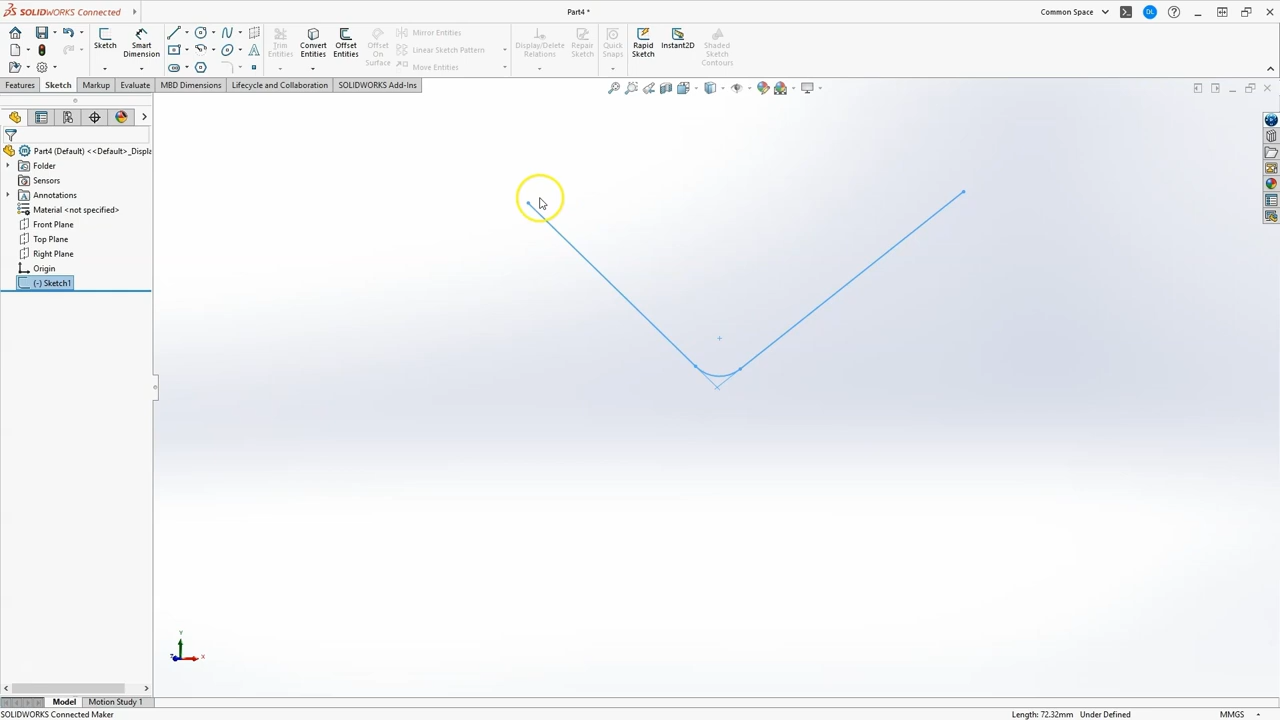 SOLIDWORKS Connected
Part4 *
Common Space
DL
Sketch
Smart Dimension
Trim Entities
Convert Entities
Offset Entities
Offset On Surface
Mirror Entities
Linear Sketch Pattern
Move Entities
Display/Delete Relations
Repair Sketch
Quick Snaps
Rapid Sketch
Instant2D
Shaded Sketch Contours
Features Sketch Markup Evaluate MBD Dimensions Lifecycle and Collaboration SOLIDWORKS Add-Ins
Part4 (Default) <<Default>_Displa
Folder
Sensors
Annotations
Material <not specified>
Front Plane
Top Plane
Right Plane
Origin
(-) Sketch1
Y
Z X
Model Motion Study 1
SOLIDWORKS Connected Maker Length: 72.32mm Under Defined MMGS